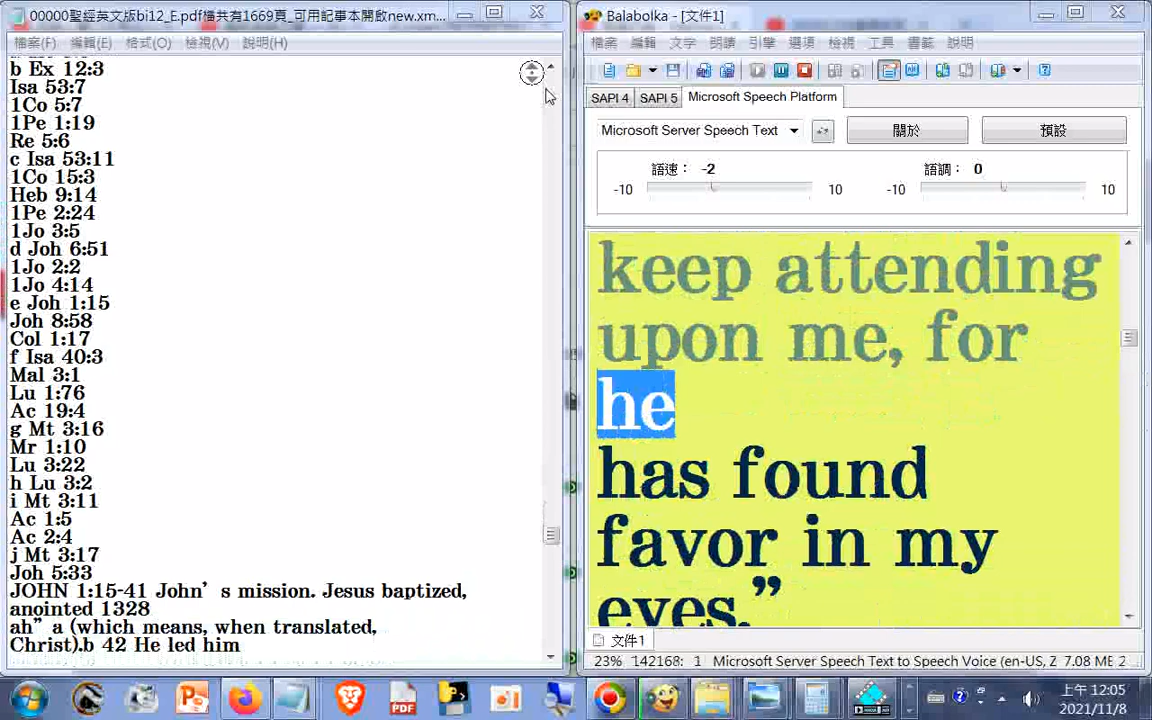 00000聖經英文版bi12_E.pdf檔共有1669頁_可用記事本開啟new.xm...
檔案(F) 編輯(E) 格式(O) 檢視(V) 說明(H)
b Ex 12:3
Isa 53:7
1Co 5:7
1Pe 1:19
Re 5:6
c Isa 53:11
1Co 15:3
Heb 9:14
1Pe 2:24
1Jo 3:5
d Joh 6:51
1Jo 2:2
1Jo 4:14
e Joh 1:15
Joh 8:58
Col 1:17
f Isa 40:3
Mal 3:1
Lu 1:76
Ac 19:4
g Mt 3:16
Mr 1:10
Lu 3:22
h Lu 3:2
i Mt 3:11
Ac 1:5
Ac 2:4
j Mt 3:17
Joh 5:33
JOHN 1:15-41 John’s mission. Jesus baptized,
anointed 1328
ah” a (which means, when translated,
Christ).b 42 He led him
Balabolka - [文件1]
檔案 編輯 文字 朗讀 引擎 選項 檢視 工具 書籤 說明
SAPI 4 SAPI 5 Microsoft Speech Platform
Microsoft Server Speech Text 關於 預設
語速： -2 語調： 0
-10 10 -10 10
keep attending
upon me, for
he
has found
favor in my
eyes.”
文件1
23% 142168: 1 Microsoft Server Speech Text to Speech Voice (en-US, Z 7.08 MB 2
PDF
上午 12:05
2021/11/8